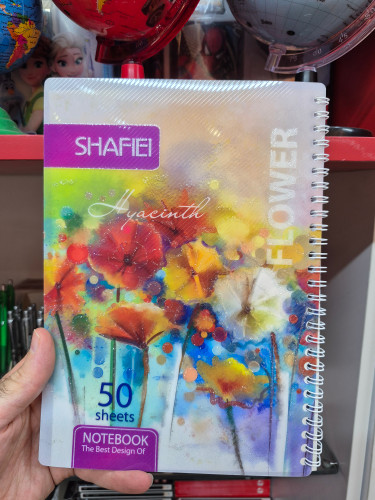 SHAFIEI
Hyacinth
FLOWER
50
sheets
NOTEBOOK
The Best Design Of